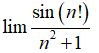 lim sin (n!) / n² + 1